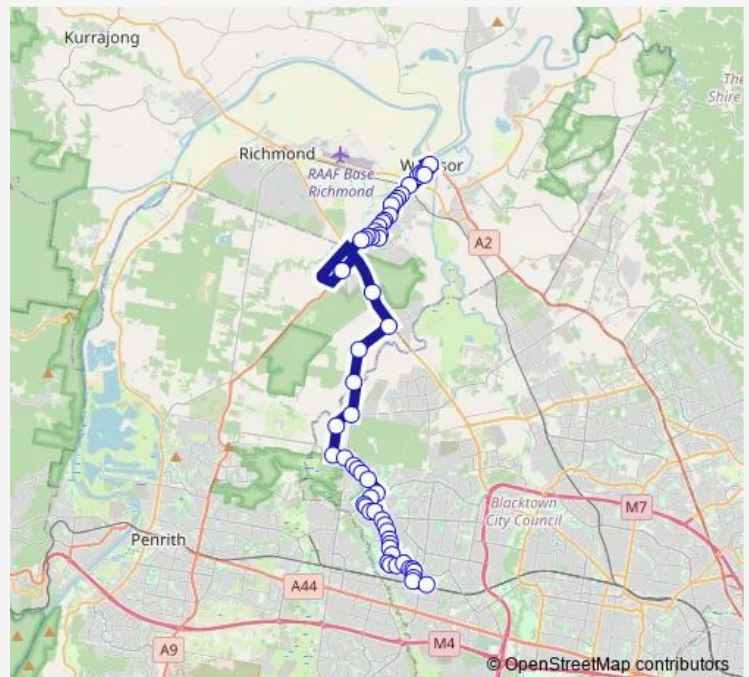 Kurrajong
The
Shire
Richmond
RAAF Base
Richmond
A2
Blacktown
City Council
M7
Penrith
A44
M4
A9
© OpenStreetMap contributors